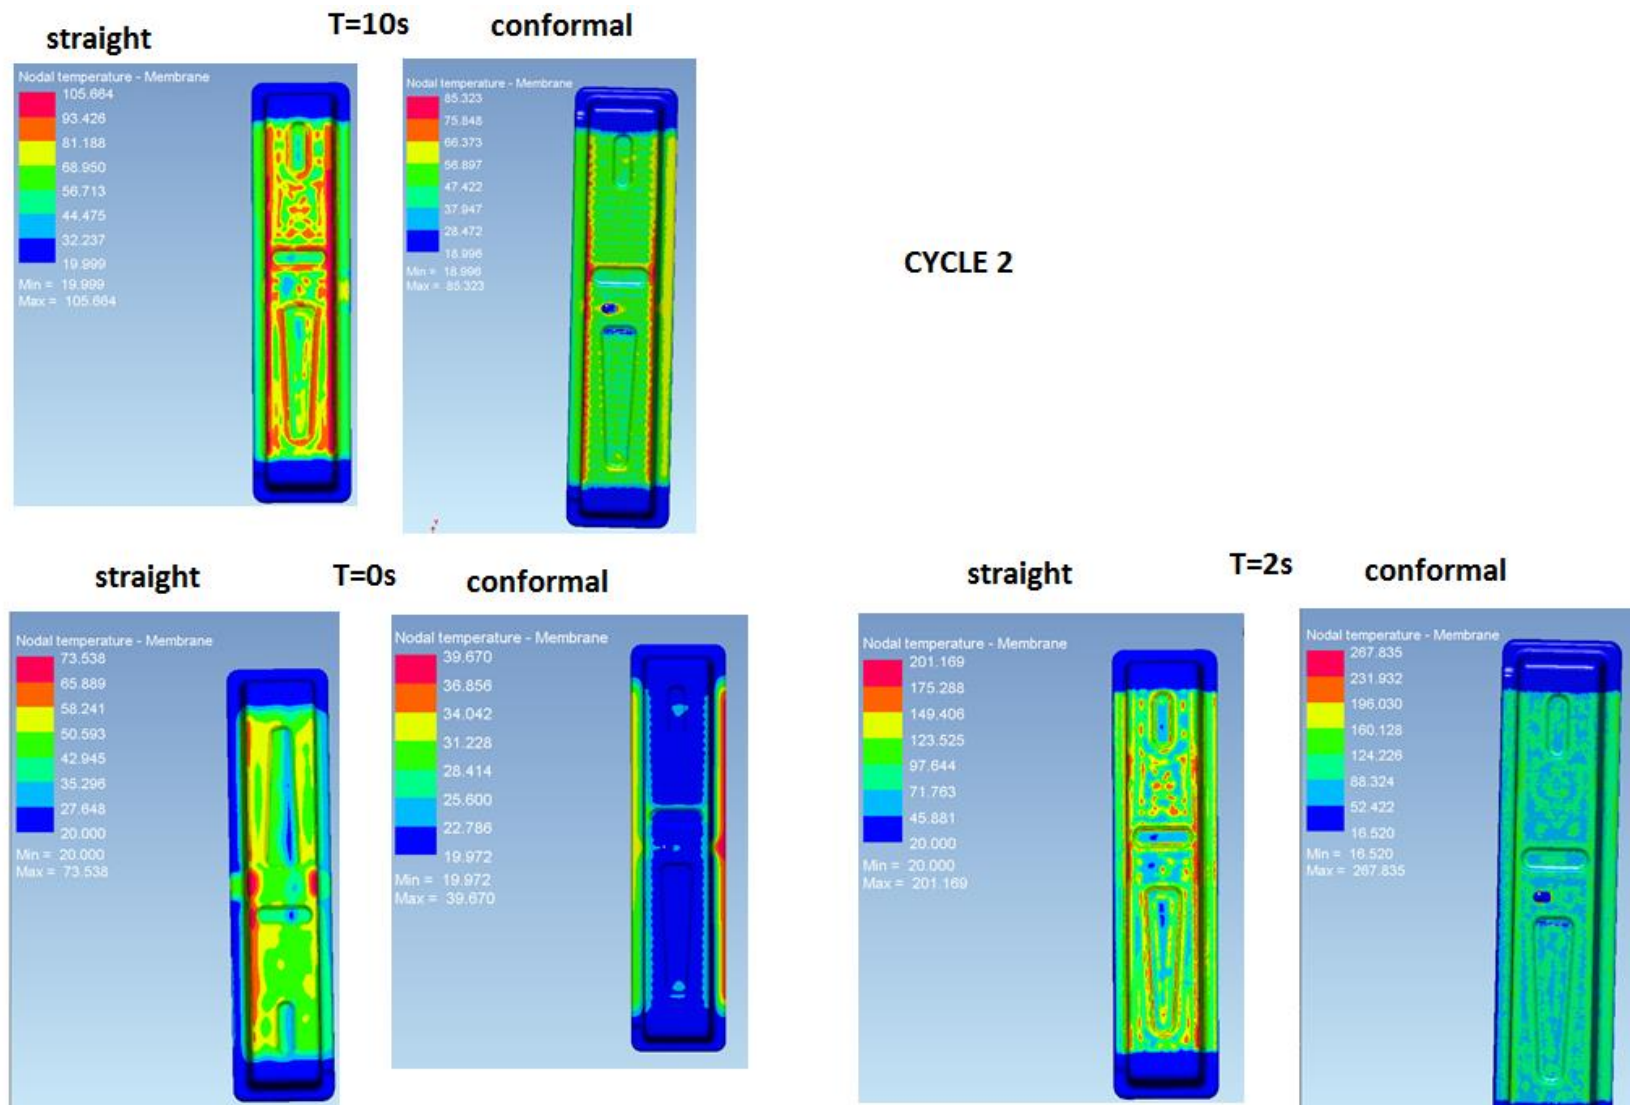 straight
T=10s
conformal
Nodal temperature - Membrane
105.664
93.426
81.188
68.950
56.713
44.475
32.237
19.999
Min = 19.999
Max = 105.664
Nodal temperature - Membrane
85.323
75.848
66.373
56.897
47.422
37.947
28.472
18.996
Min = 18.996
Max = 85.323
CYCLE 2
straight
T=0s
conformal
Nodal temperature - Membrane
73.538
65.889
58.241
50.593
42.945
35.296
27.648
20.000
Min = 20.000
Max = 73.538
Nodal temperature - Membrane
39.670
36.856
34.042
31.228
28.414
25.600
22.786
19.972
Min = 19.972
Max = 39.670
straight
T=2s
conformal
Nodal temperature - Membrane
201.169
175.288
149.406
123.525
97.644
71.763
45.881
20.000
Min = 20.000
Max = 201.169
Nodal temperature - Membrane
267.835
231.932
196.030
160.128
124.226
88.324
52.422
16.520
Min = 16.520
Max = 267.835